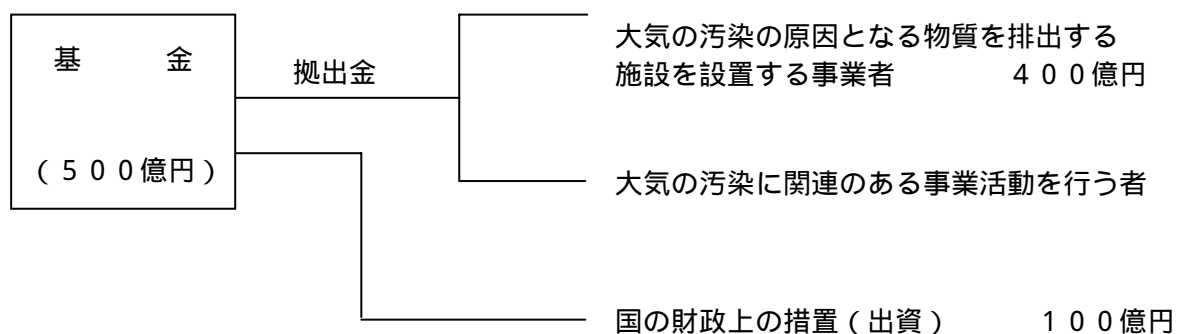 基　　金
（５００億円）
拠出金
大気の汚染の原因となる物質を排出する
施設を設置する事業者　　　４００億円
大気の汚染に関連のある事業活動を行う者
国の財政上の措置（出資）　　　１００億円